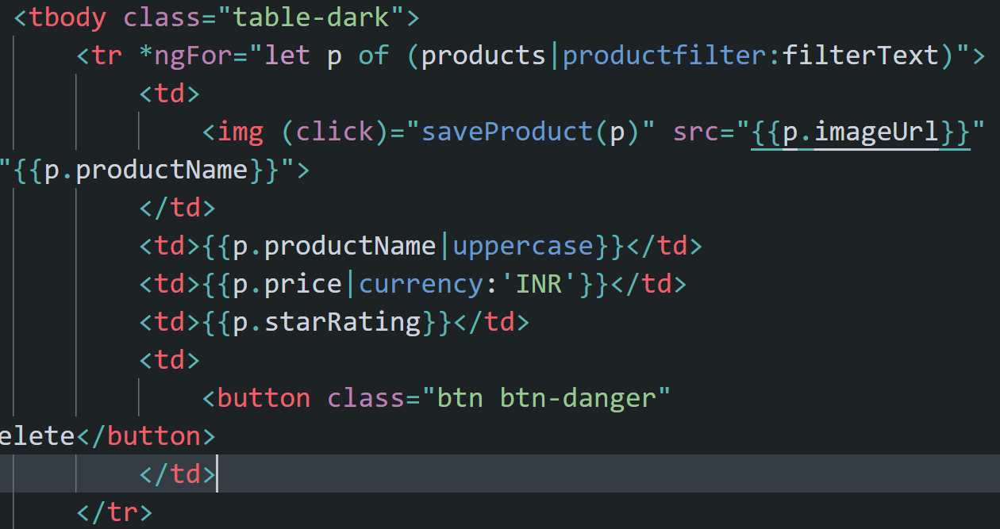 <tbody class="table-dark">
<tr *ngFor="let p of (products|productfilter:filterText)">
<td>
<img (click)="saveProduct(p)" src="{{p.imageUrl}}"
"{{p.productName}}">
</td>
<td>{{p.productName|uppercase}}</td>
<td>{{p.price|currency:'INR'}}</td>
<td>{{p.starRating}}</td>
<td>
<button class="btn btn-danger"
elete</button>
</td>
</tr>